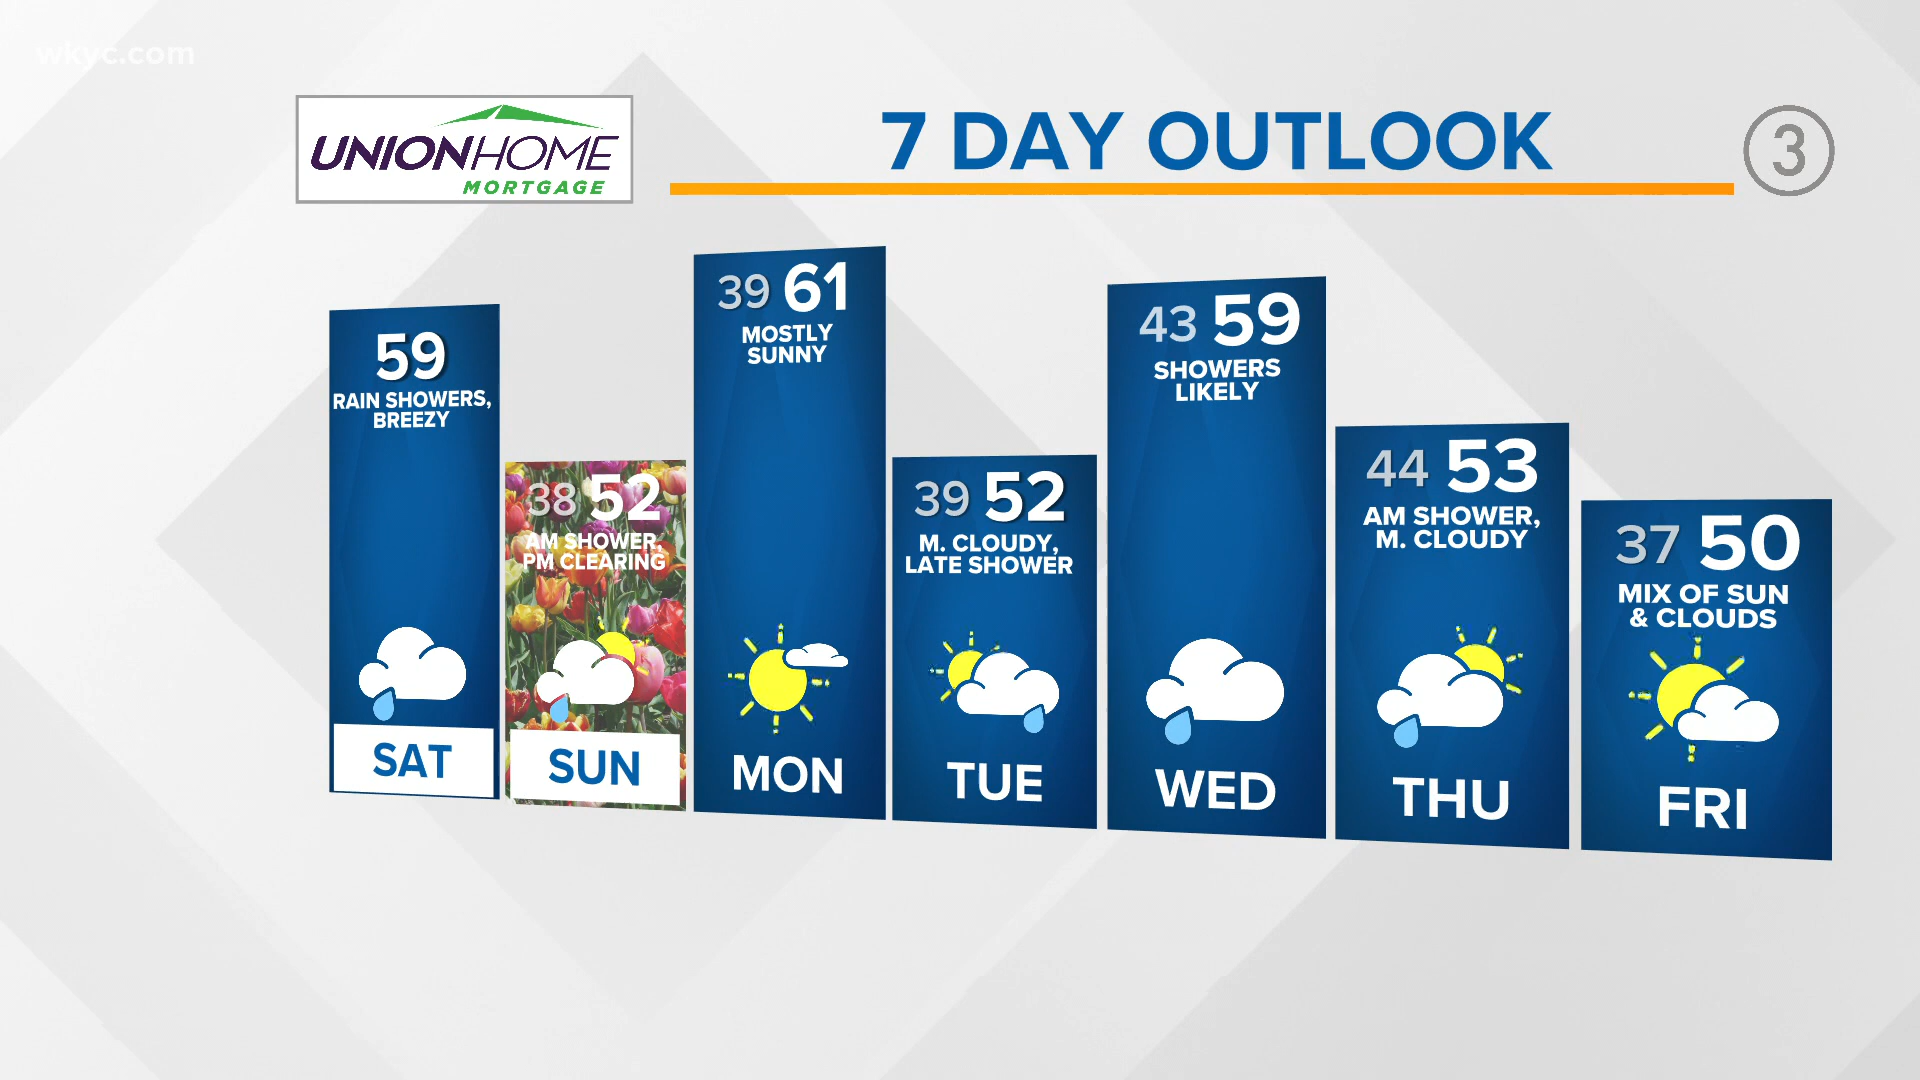 wkyc.com
UNIONHOME
MORTGAGE
7 DAY OUTLOOK
3
59
RAIN SHOWERS,
BREEZY
SAT
38 52
AM SHOWER,
PM CLEARING
SUN
39 61
MOSTLY
SUNNY
MON
39 52
M. CLOUDY,
LATE SHOWER
TUE
43 59
SHOWERS
LIKELY
WED
44 53
AM SHOWER,
M. CLOUDY
THU
37 50
MIX OF SUN
& CLOUDS
FRI